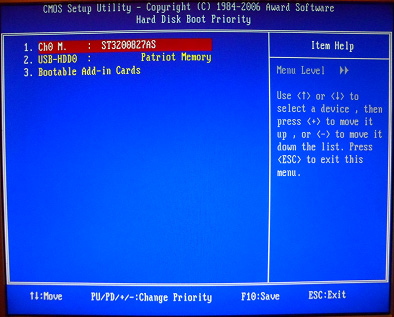 CMOS Setup Utility - Copyright (C) 1984-2006 Award Software
Hard Disk Boot Priority
1. Ch0 M. : ST3200827AS
2. USB-HDD0 : Patriot Memory
3. Bootable Add-in Cards
Item Help
Menu Level ►►
Use <↑> or <↓> to
select a device , then
press <+> to move it
up , or <-> to move it
down the list. Press
<ESC> to exit this
menu.
↑↓:Move PU/PD/+/-:Change Priority F10:Save ESC:Exit